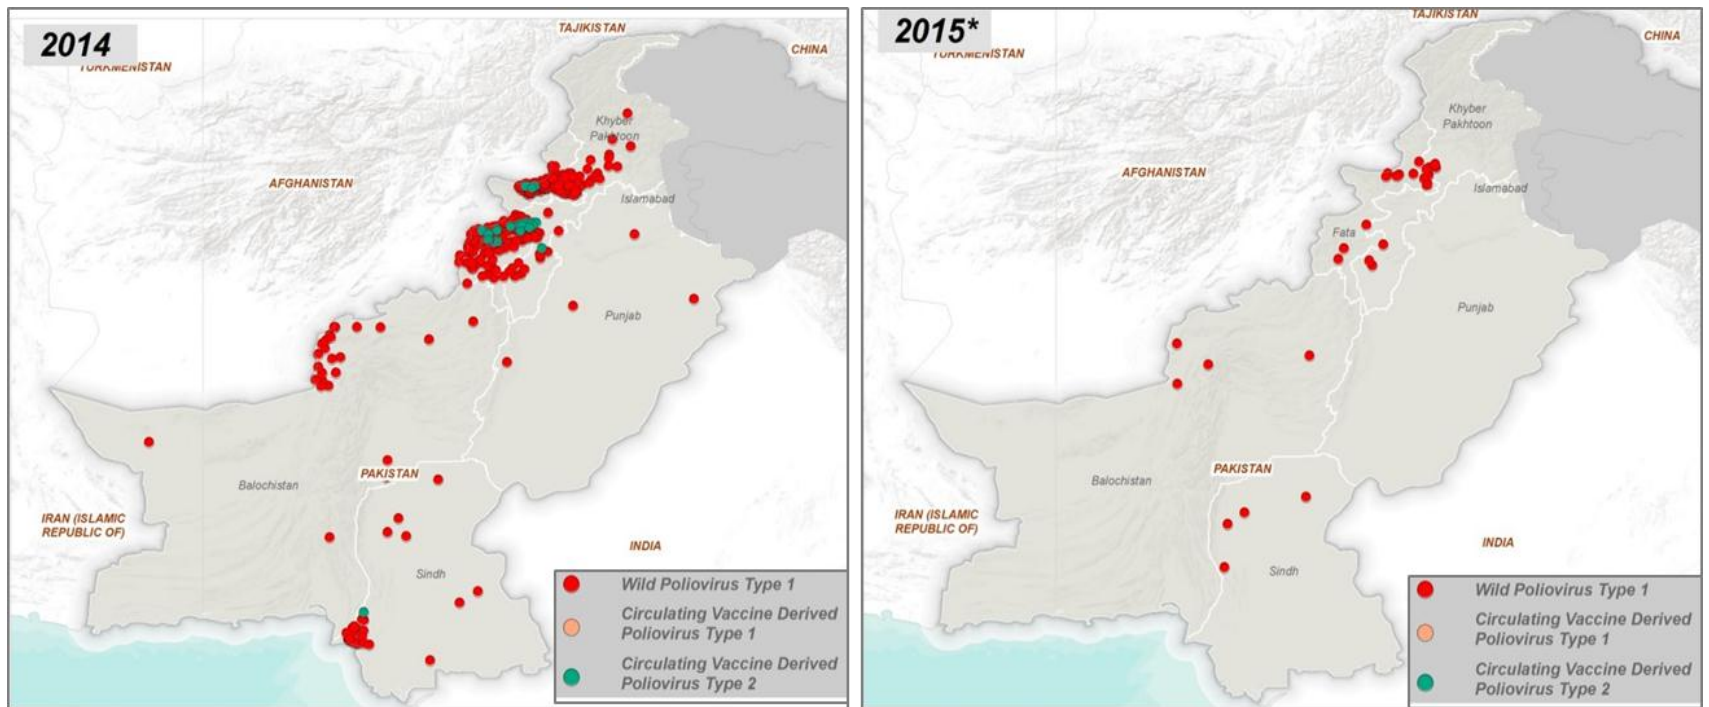 2014
TAJIKISTAN
CHINA
TURKMENISTAN
Khyber
Pakhtoon
AFGHANISTAN
Islamabad
Punjab
PAKISTAN
Balochistan
IRAN (ISLAMIC
REPUBLIC OF)
INDIA
Sindh
Wild Poliovirus Type 1
Circulating Vaccine Derived
Poliovirus Type 1
Circulating Vaccine Derived
Poliovirus Type 2
2015*
TAJIKISTAN
CHINA
TURKMENISTAN
Khyber
Pakhtoon
AFGHANISTAN
Islamabad
Fata
Punjab
PAKISTAN
Balochistan
IRAN (ISLAMIC
REPUBLIC OF)
INDIA
Sindh
Wild Poliovirus Type 1
Circulating Vaccine Derived
Poliovirus Type 1
Circulating Vaccine Derived
Poliovirus Type 2